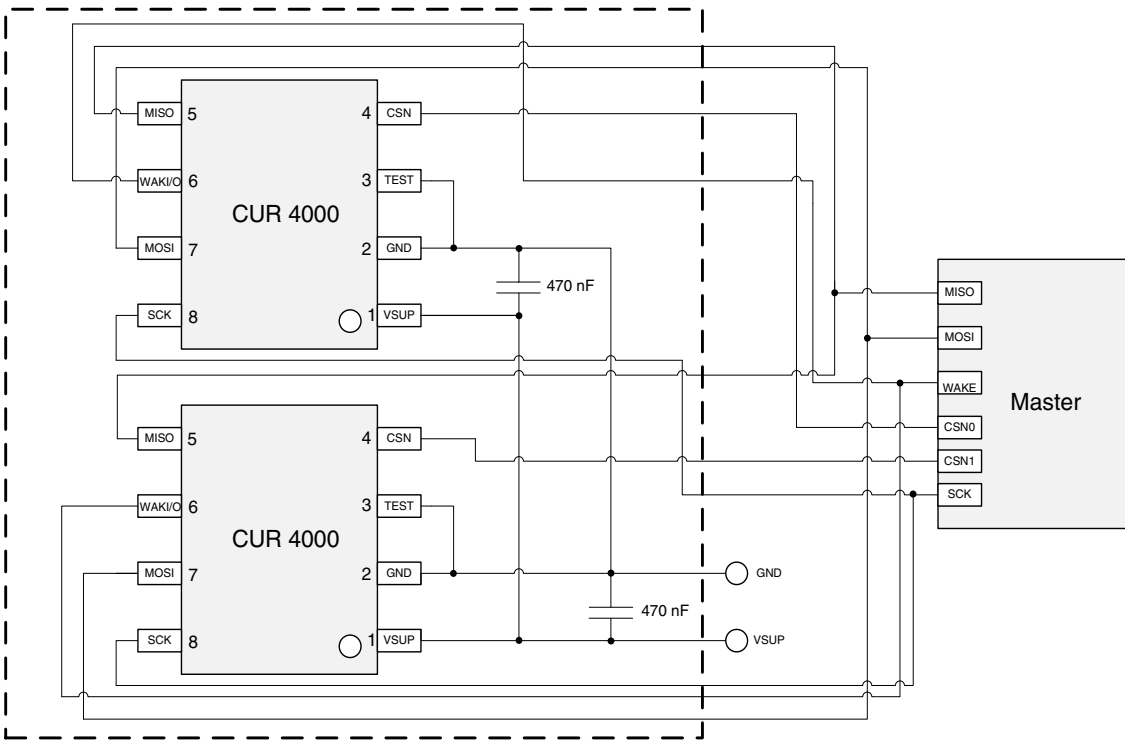 MISO 5
4 CSN
WAKI/O 6
3 TEST
CUR 4000
MOSI 7
2 GND
470 nF
SCK 8
1 VSUP
MISO 5
4 CSN
WAKI/O 6
3 TEST
CUR 4000
MOSI 7
2 GND
470 nF
SCK 8
1 VSUP
GND
VSUP
MISO
MOSI
WAKE
Master
CSN0
CSN1
SCK